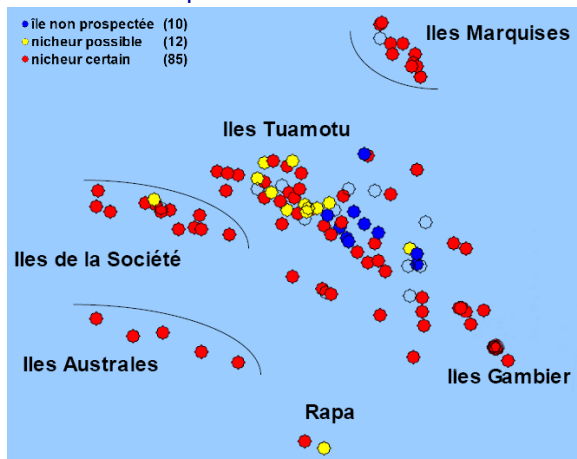 île non prospectée (10)
nicheur possible (12)
nicheur certain (85)
Iles Marquises
Iles Tuamotu
Iles de la Société
Iles Australes
Iles Gambier
Rapa